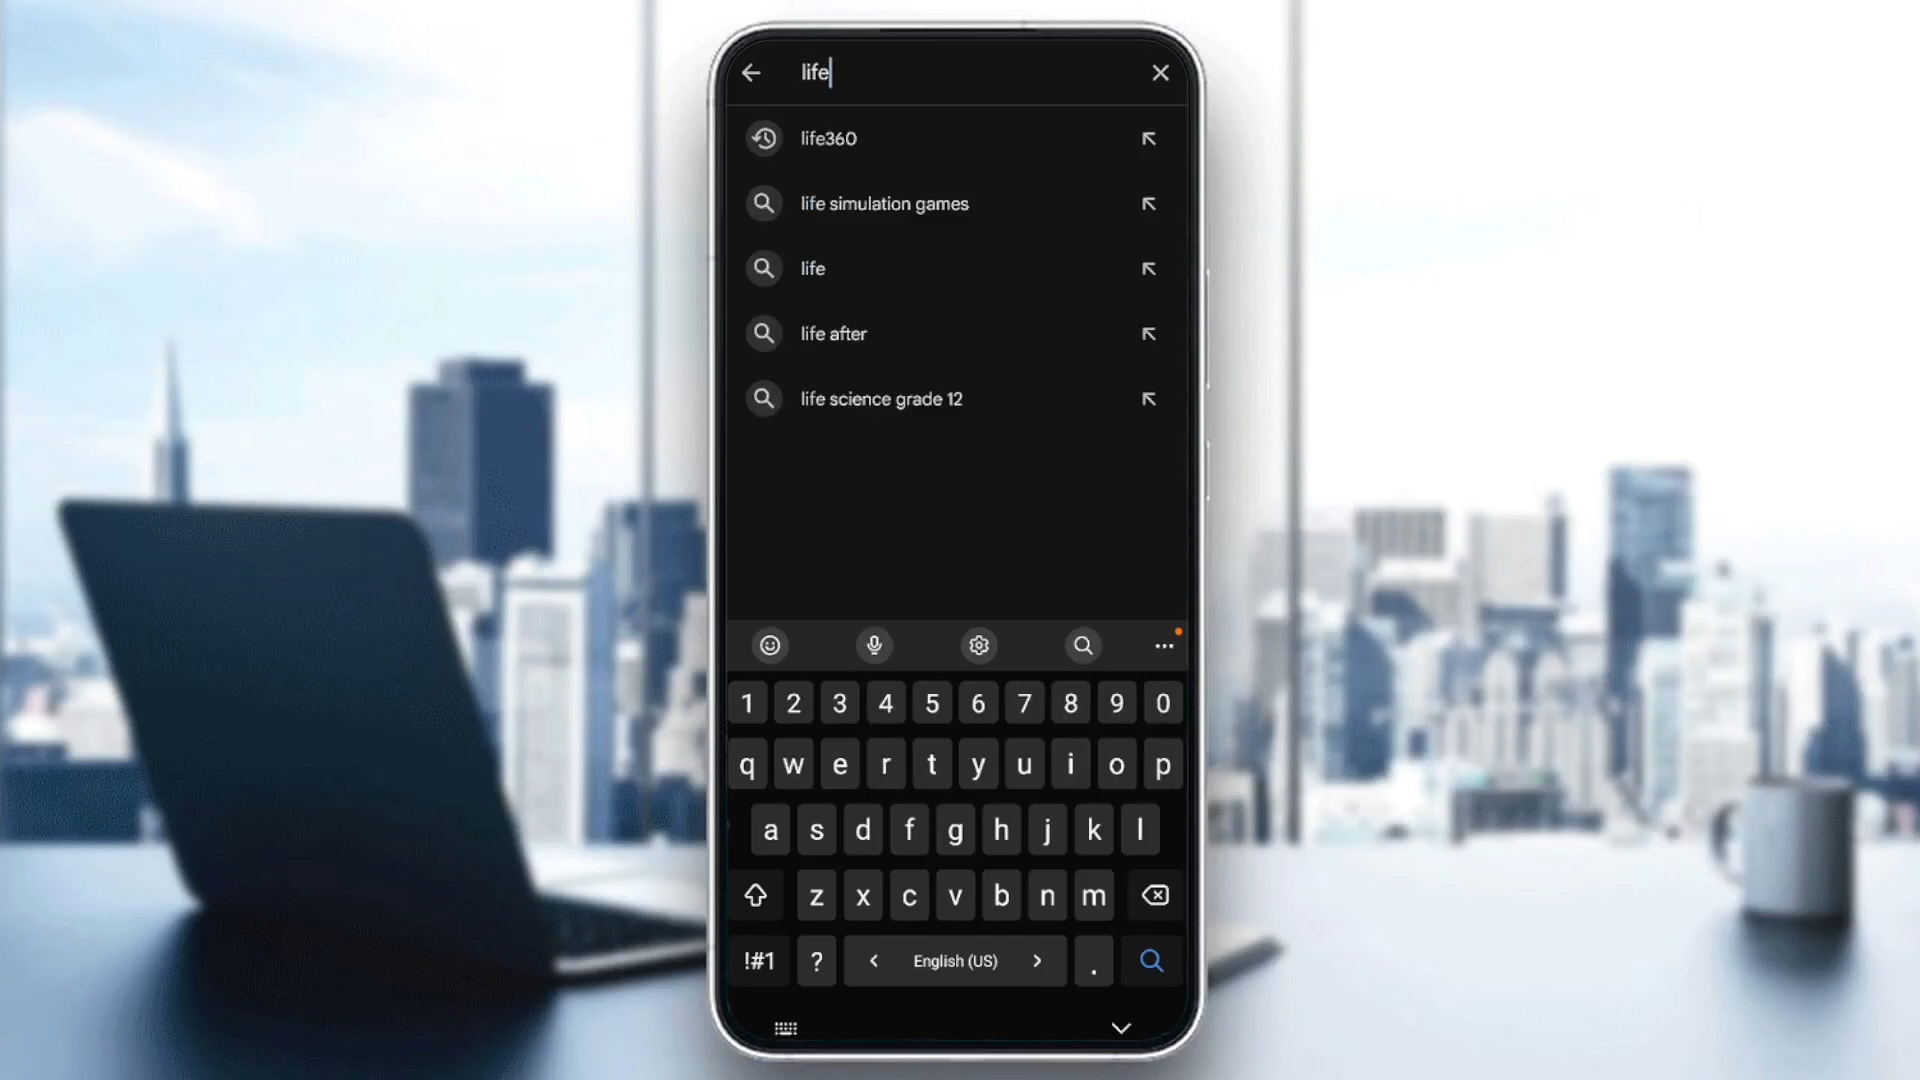 life
life360
life simulation games
life
life after
life science grade 12
1 2 3 4 5 6 7 8 9 0
q w e r t y u i o p
a s d f g h j k l
z x c v b n m
!#1 ? < English (US) > .